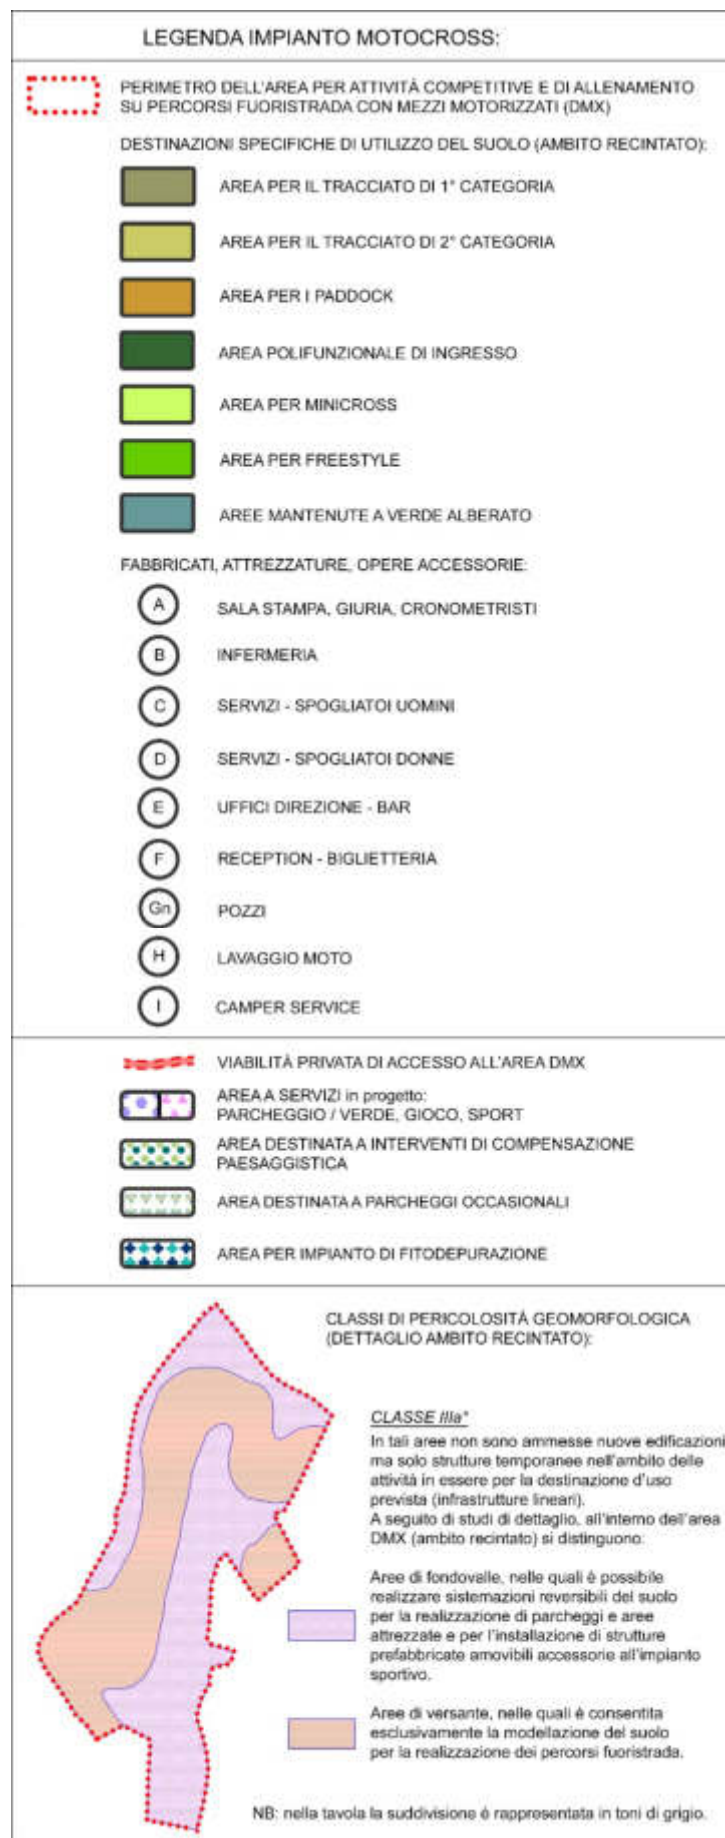 LEGENDA IMPIANTO MOTOCROSS:
PERIMETRO DELL'AREA PER ATTIVITÀ COMPETITIVE E DI ALLENAMENTO
SU PERCORSI FUORISTRADA CON MEZZI MOTORIZZATI (DMX)
DESTINAZIONI SPECIFICHE DI UTILIZZO DEL SUOLO (AMBITO RECINTATO):
AREA PER IL TRACCIATO DI 1° CATEGORIA
AREA PER IL TRACCIATO DI 2° CATEGORIA
AREA PER I PADDOCK
AREA POLIFUNZIONALE DI INGRESSO
AREA PER MINICROSS
AREA PER FREESTYLE
AREE MANTENUTE A VERDE ALBERATO
FABBRICATI, ATTREZZATURE, OPERE ACCESSORIE:
A SALA STAMPA, GIURIA, CRONOMETRISTI
B INFERMERIA
C SERVIZI - SPOGLIATOI UOMINI
D SERVIZI - SPOGLIATOI DONNE
E UFFICI DIREZIONE - BAR
F RECEPTION - BIGLIETTERIA
Gn POZZI
H LAVAGGIO MOTO
I CAMPER SERVICE
VIABILITÀ PRIVATA DI ACCESSO ALL'AREA DMX
AREA A SERVIZI in progetto:
PARCHEGGIO / VERDE, GIOCO, SPORT
AREA DESTINATA A INTERVENTI DI COMPENSAZIONE
PAESAGGISTICA
AREA DESTINATA A PARCHEGGI OCCASIONALI
AREA PER IMPIANTO DI FITODEPURAZIONE
CLASSI DI PERICOLOSITÀ GEOMORFOLOGICA
(DETTAGLIO AMBITO RECINTATO):
CLASSE IIIa*
In tali aree non sono ammesse nuove edificazioni
ma solo strutture temporanee nell'ambito delle
attività in essere per la destinazione d'uso
prevista (infrastrutture lineari).
A seguito di studi di dettaglio, all'interno dell'area
DMX (ambito recintato) si distinguono:
Aree di fondovalle, nelle quali è possibile
realizzare sistemazioni reversibili del suolo
per la realizzazione di parcheggi e aree
attrezzate e per l'installazione di strutture
prefabbricate amovibili accessorie all'impianto
sportivo.
Aree di versante, nelle quali è consentita
esclusivamente la modellazione del suolo
per la realizzazione dei percorsi fuoristrada.
NB: nella tavola la suddivisione è rappresentata in toni di grigio.